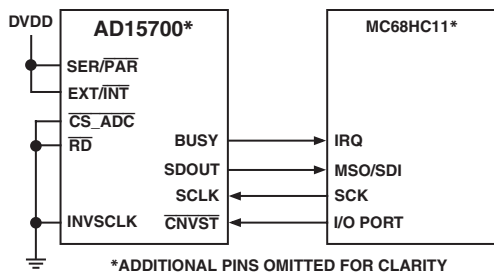 DVDD
AD15700*
MC68HC11*
SER/PAR
EXT/INT
CS_ADC
RD
INVSCLK
BUSY
SDOUT
SCLK
CNVST
IRQ
MSO/SDI
SCK
I/O PORT
*ADDITIONAL PINS OMITTED FOR CLARITY